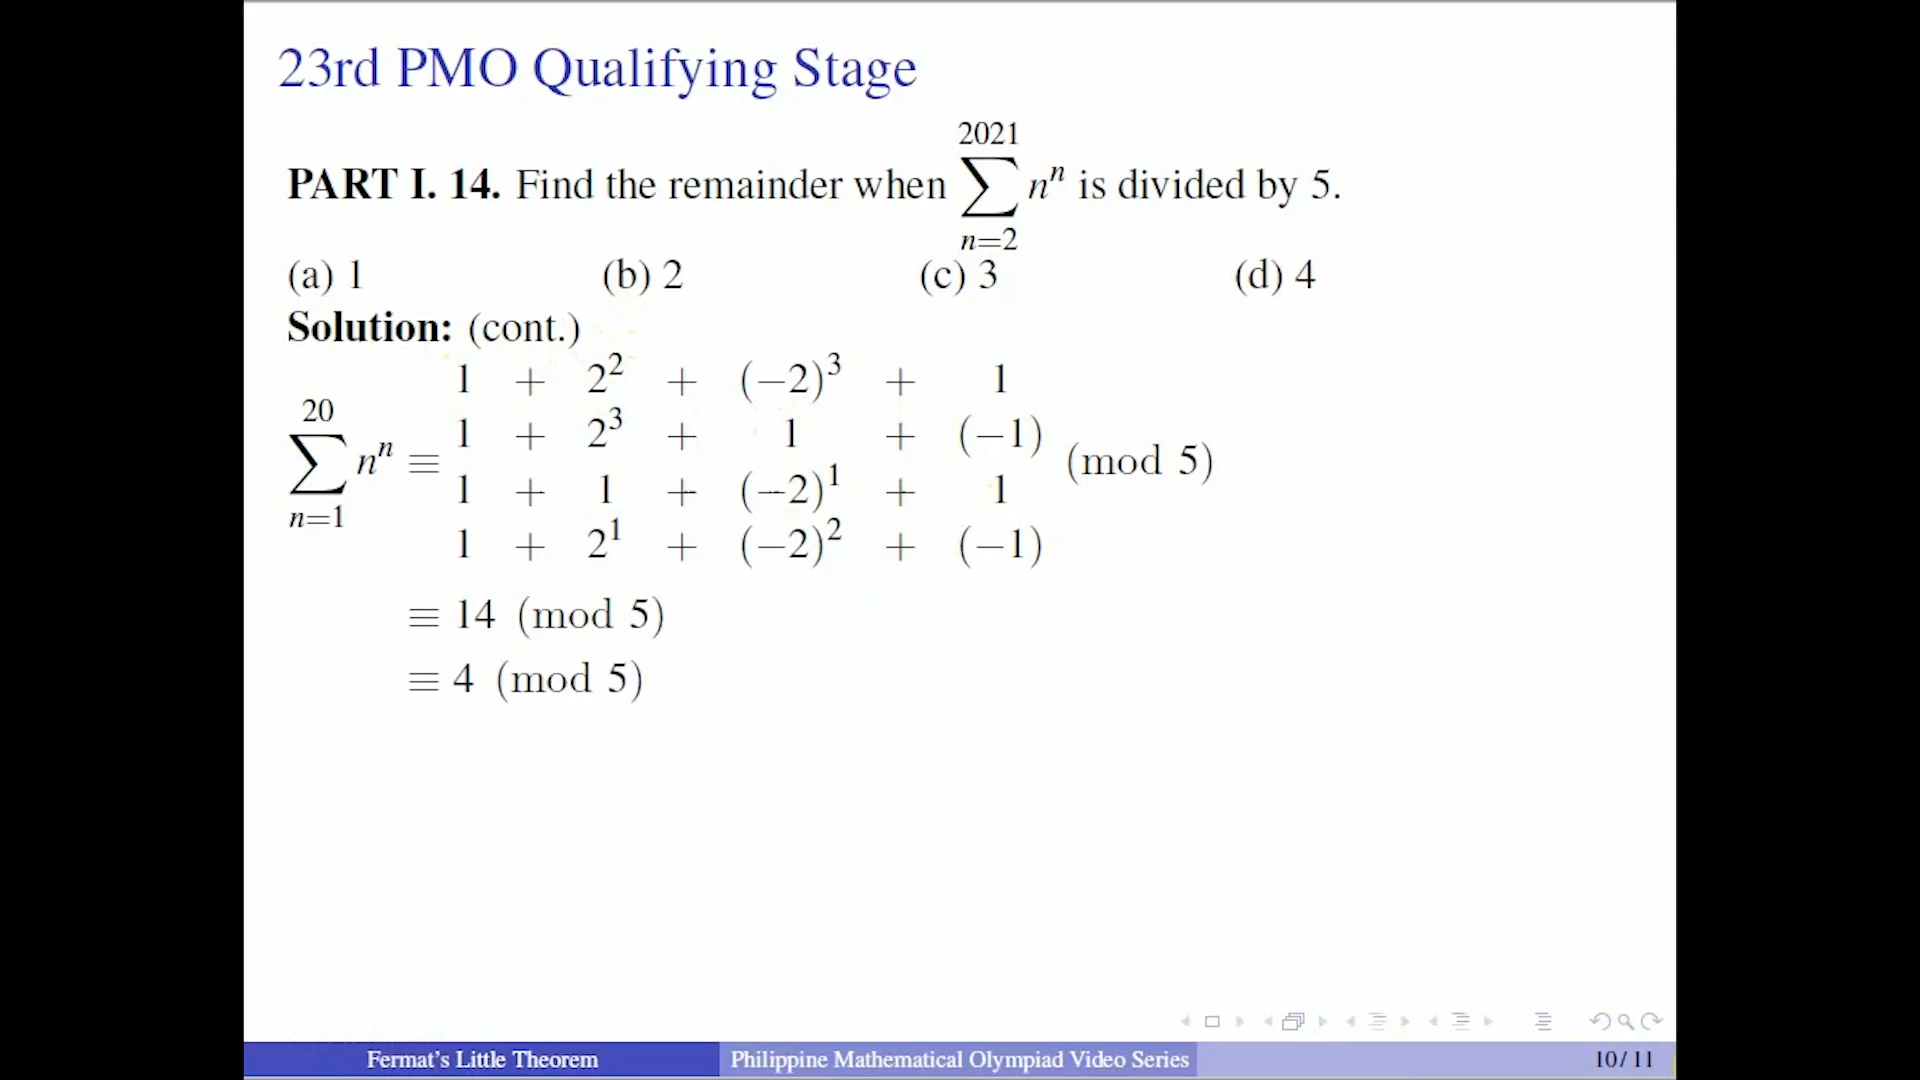 23rd PMO Qualifying Stage
2021
PART I. 14. Find the remainder when ∑ nⁿ is divided by 5.
n=2
(a) 1 (b) 2 (c) 3 (d) 4
Solution: (cont.)
1 + 2² + (−2)³ + 1
20
1 + 2³ + 1 + (−1)
∑ nⁿ ≡ (mod 5)
1 + 1 + (−2)¹ + 1
n=1
1 + 2¹ + (−2)² + (−1)
≡ 14 (mod 5)
≡ 4 (mod 5)
Fermat's Little Theorem Philippine Mathematical Olympiad Video Series 10 / 11